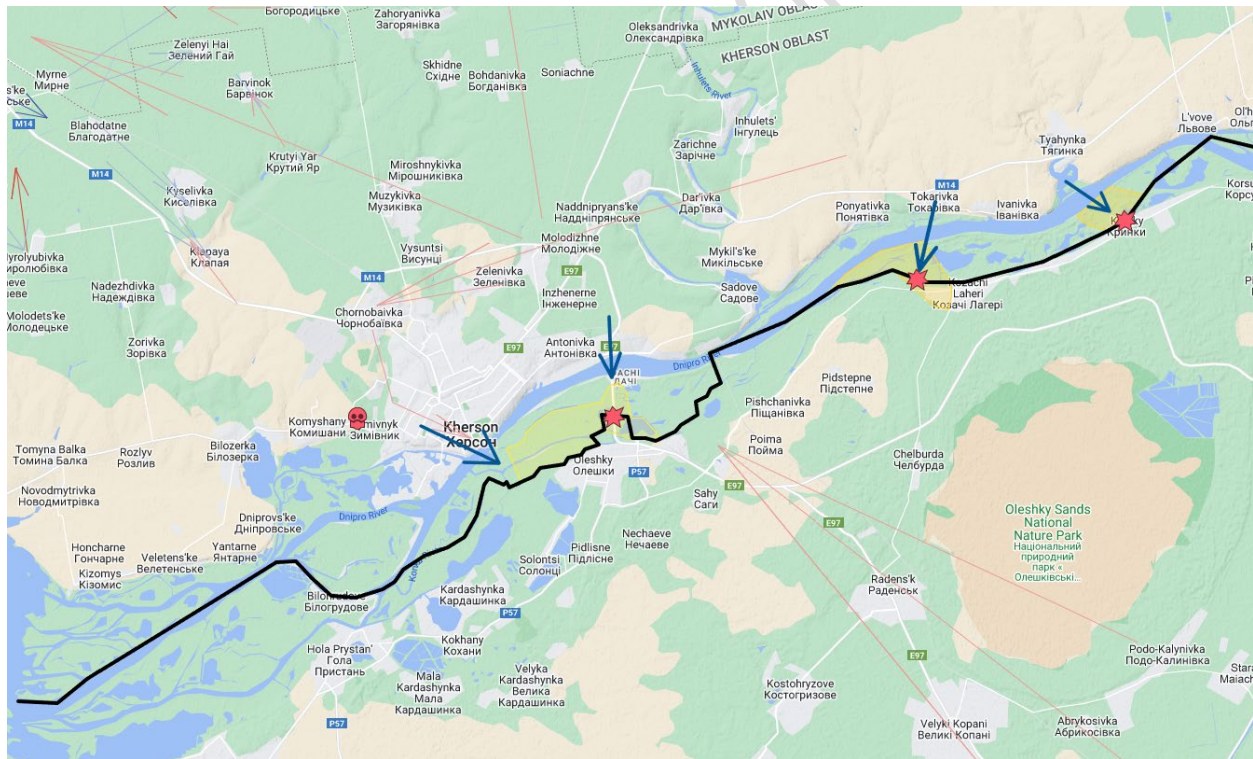 Богородицьке
Zahoryanivka
Загорянівка
Oleksandrivka
Олександрівка
MYKOLAIV OBLAST
KHERSON OBLAST
Zelenyi Hai
Зелений Гай
Skhidne
Східне
Bohdanivka
Богданівка
Soniachne
Myrne
Мирне
Barvinok
Барвінок
Inhulets River
L'vove
Львове
M14
Blahodatne
Благодатне
Inhulets'
Інгулець
Tyahynka
Тягинка
Zarichne
Зарічне
Krutyi Yar
Крутий Яр
Miroshnykivka
Мирошниківка
M14
Kyselivka
Киселівка
Muzykivka
Музиківка
Dar'ivka
Дар'ївка
M14
Tokarivka
Токарівка
Naddnipryans'ke
Наддніпрянське
Ponyativka
Понятівка
Ivanivka
Іванівка
Кринки
Klapaya
Клапая
Vysuntsi
Висунці
Molodizhne
Молодіжне
Mykil's'ke
Микільське
M14
Zelenivka
Зеленівка
E97
Nadezhdivka
Надеждівка
Inzhenerne
Інженерне
Sadove
Садове
Laheri
Козачі Лагері
Molodets'ke
Молодецьке
Chornobaivka
Чорнобаївка
Zorivka
Зорівка
E97
Antonivka
Антонівка
Dnipro River
Pidstepne
Підстепне
Pishchanivka
Піщанівка
Komyshany
Комишани
Зимівник
Kherson
Херсон
Tomyna Balka
Томина Балка
Rozlyv
Розлив
Bilozerka
Білозерка
Poima
Пойма
Oleshky
Олешки
P57
Chelburda
Челбурда
Novodmytrivka
Новодмитрівка
Sahy
Саги
E97
Dnipro River
Dniprovs'ke
Дніпровське
Oleshky Sands
National
Nature Park
Національний
природний
парк «
Олешківські...
E97
Nechaeve
Нечаєве
Honcharne
Гончарне
Veletens'ke
Велетенське
Yantarne
Янтарне
Pidlisne
Підлісне
Solontsi
Солонці
Kizomys
Кізомис
Radens'k
Раденськ
Kardashynka
Кардашинка
Білогрудове
P57
Kokhany
Кохани
Hola Prystan'
Гола
Пристань
E97
Podo-Kalynivka
Подо-Калинівка
Mala
Kardashynka
Мала
Кардашинка
Velyka
Kardashynka
Велика
Кардашинка
Kostohryzove
Костогризове
P57
Velyki Kopani
Великі Копані
Abrykosivka
Абрикосівка